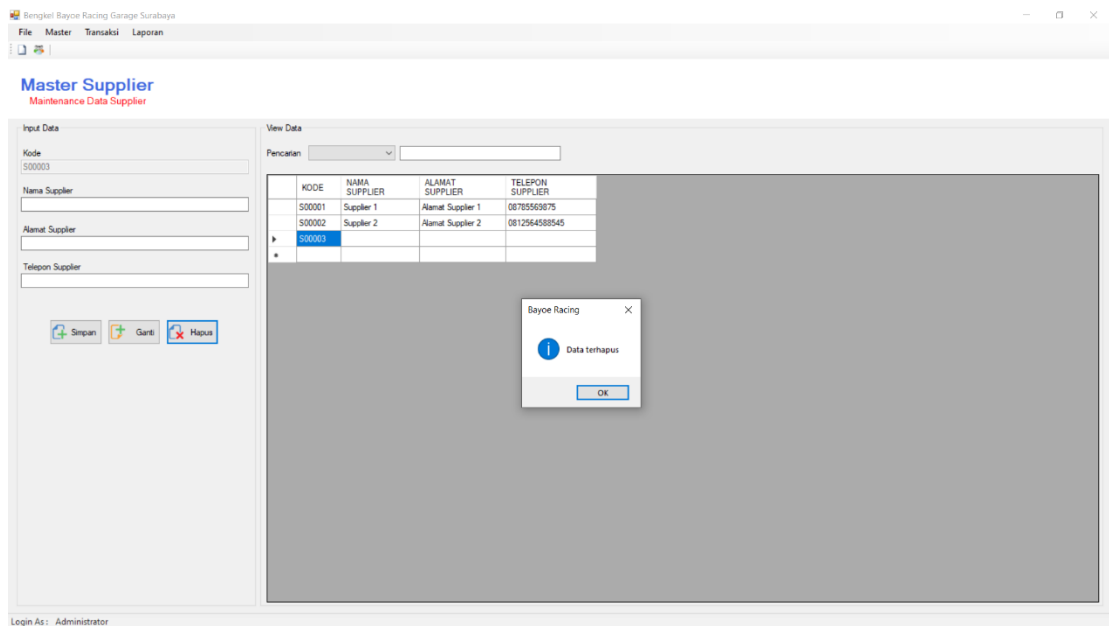 Bengkel Bayoe Racing Garage Surabaya
File Master Transaksi Laporan
Master Supplier
Maintenance Data Supplier
Input Data
Kode
S00003
Nama Supplier
Alamat Supplier
Telepon Supplier
Simpan Ganti Hapus
View Data
Pencarian
KODE NAMA SUPPLIER ALAMAT SUPPLIER TELEPON SUPPLIER
S00001 Supplier 1 Alamat Supplier 1 08785569875
S00002 Supplier 2 Alamat Supplier 2 0812564588545
S00003
Bayoe Racing
Data terhapus
OK
Login As : Administrator